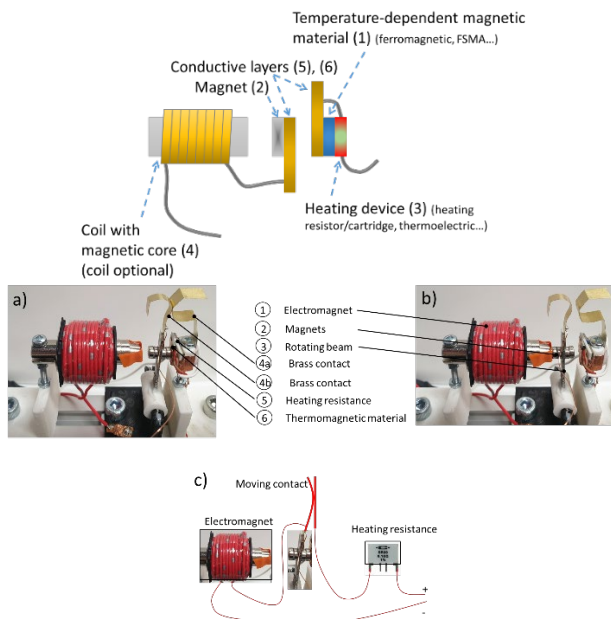 Temperature-dependent magnetic
material (1) (ferromagnetic, FSMA...)
Conductive layers (5), (6)
Magnet (2)
Coil with
magnetic core (4)
(coil optional)
Heating device (3) (heating
resistor/cartridge, thermoelectric...)
a)
b)
1 Electromagnet
2 Magnets
3 Rotating beam
4a Brass contact
4b Brass contact
5 Heating resistance
6 Thermomagnetic material
c)
Moving contact
Electromagnet
Heating resistance
+
-